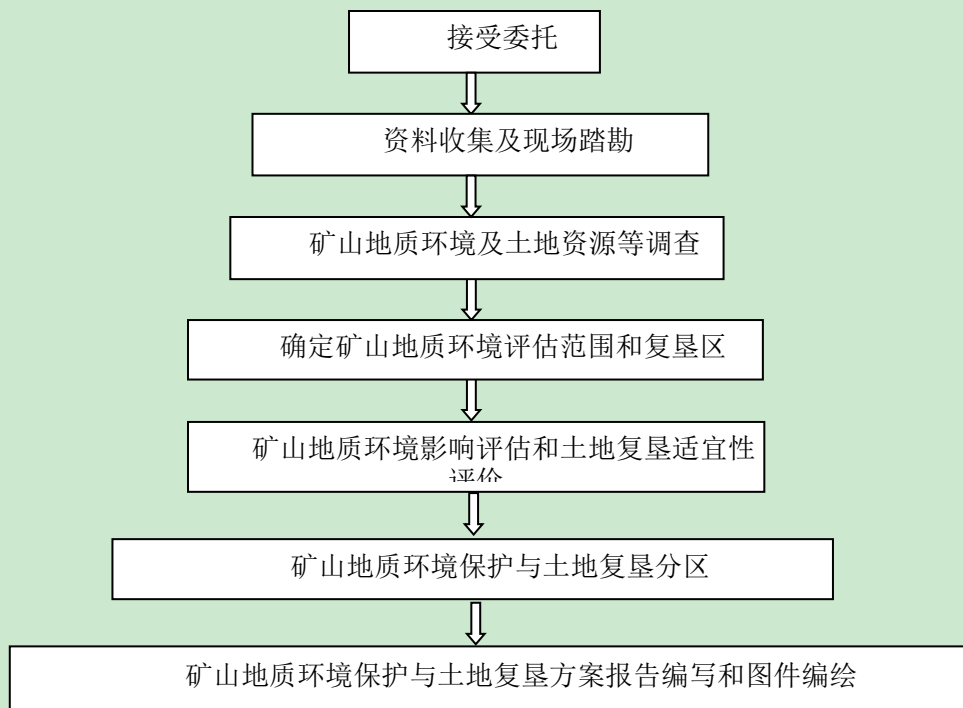 接受委托
资料收集及现场踏勘
矿山地质环境及土地资源等调查
确定矿山地质环境评估范围和复垦区
矿山地质环境影响评估和土地复垦适宜性
评价
矿山地质环境保护与土地复垦分区
矿山地质环境保护与土地复垦方案报告编写和图件编绘